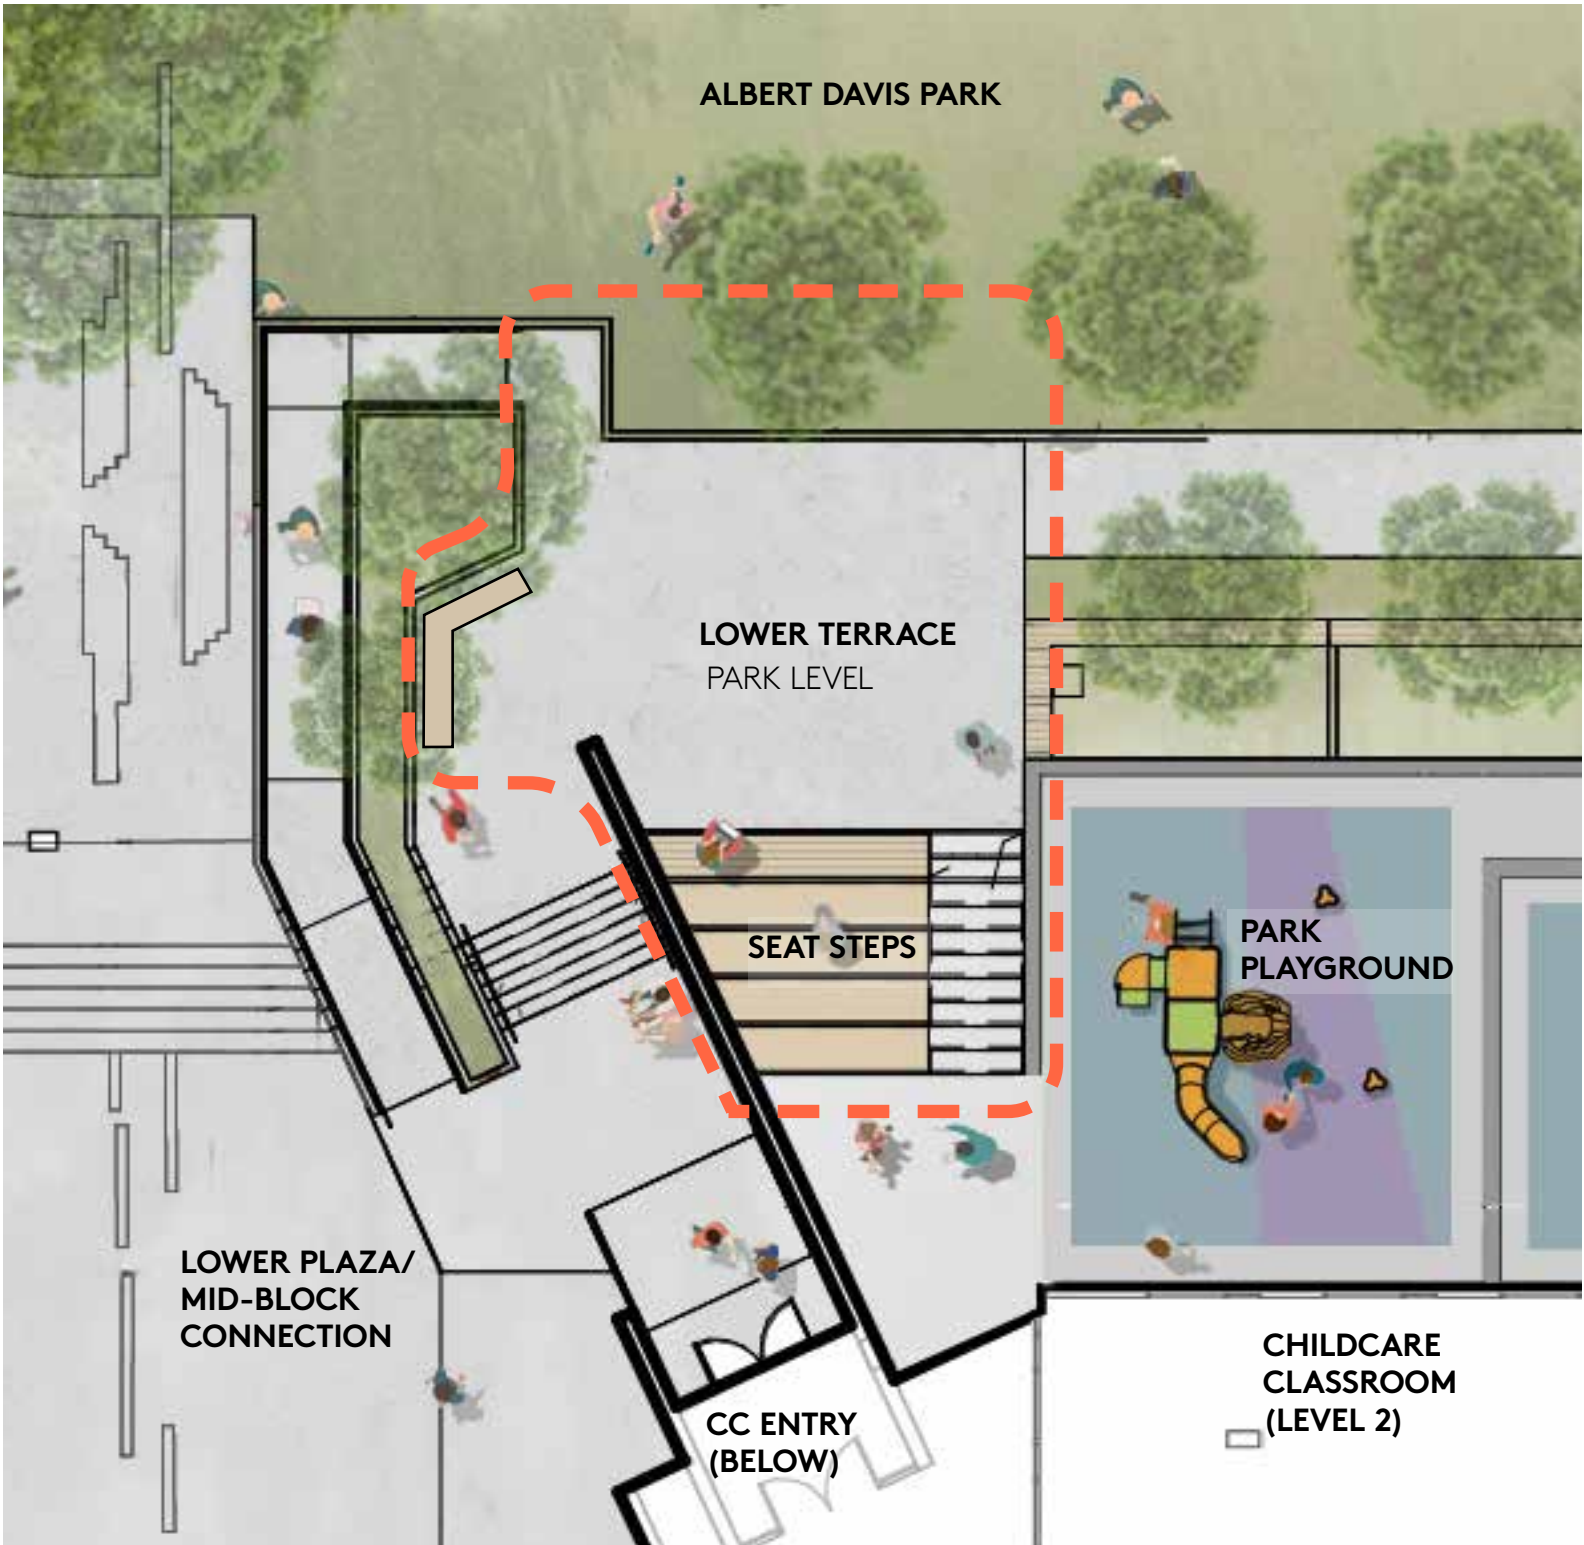 ALBERT DAVIS PARK
LOWER TERRACE
PARK LEVEL
SEAT STEPS
PARK
PLAYGROUND
LOWER PLAZA/
MID-BLOCK
CONNECTION
CHILDCARE
CLASSROOM
(LEVEL 2)
CC ENTRY
(BELOW)